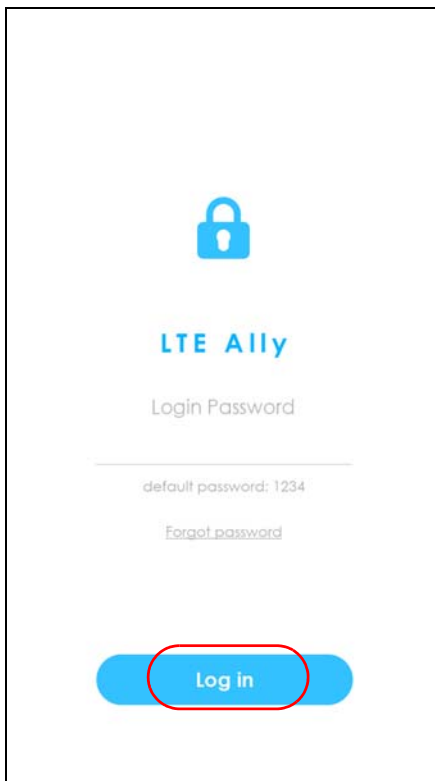 LTE Ally
Login Password
default password: 1234
Forgot password
Log in